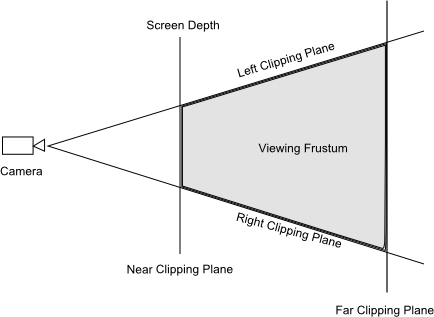 Screen Depth
Left Clipping Plane
Viewing Frustum
Camera
Right Clipping Plane
Near Clipping Plane
Far Clipping Plane